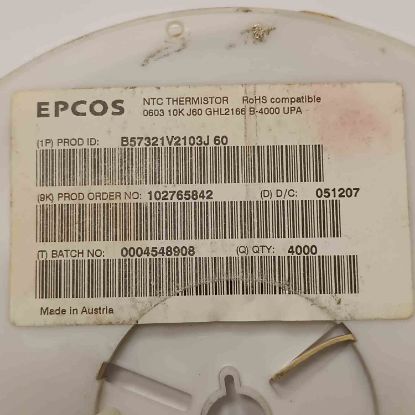 EPCOS NTC THERMISTOR RoHS compatible
0603 10K J60 GHL2166 B-4000 UPA
(1P) PROD ID: B57321V2103J 60
(9K) PROD ORDER NO: 102765842 (D) D/C: 051207
(T) BATCH NO: 0004548908 (Q) QTY: 4000
Made in Austria